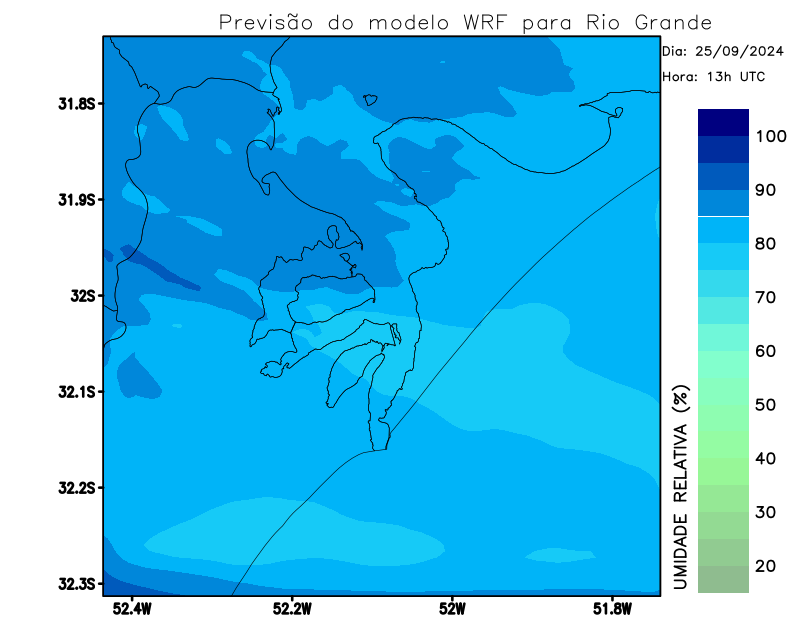 Previsão do modelo WRF para Rio Grande
Dia: 25/09/2024
Hora: 13h UTC
31.8S
31.9S
32S
32.1S
32.2S
32.3S
52.4W
52.2W
52W
51.8W
100
90
80
70
60
50
40
30
20
UMIDADE RELATIVA (%)